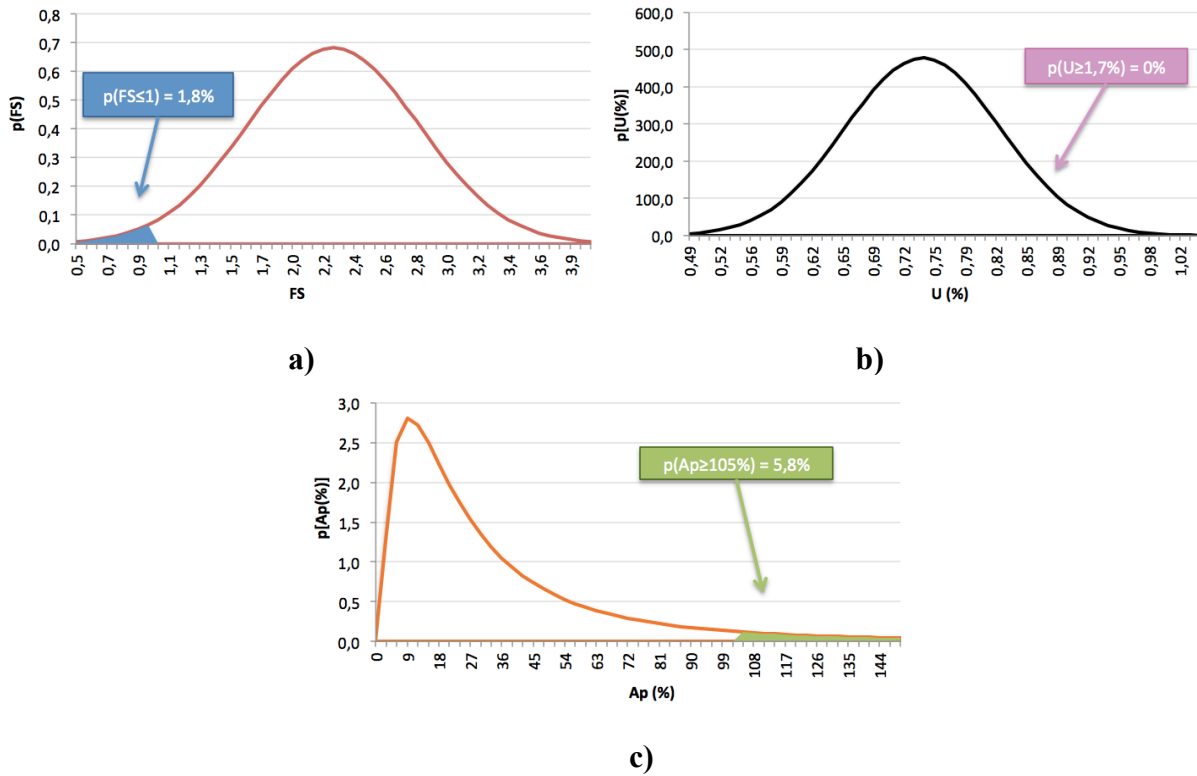 0,8
0,7
0,6
0,5
0,4
0,3
0,2
0,1
0,0
p(FS)
p(FS≤1) = 1,8%
0,5 0,7 0,9 1,1 1,3 1,5 1,7 2,0 2,2 2,4 2,6 2,8 3,0 3,2 3,4 3,6 3,9
FS
a)
600,0
500,0
400,0
300,0
200,0
100,0
0,0
p[U(%)]
p(U≥1,7%) = 0%
0,49 0,52 0,56 0,59 0,62 0,65 0,69 0,72 0,75 0,79 0,82 0,85 0,89 0,92 0,95 0,98 1,02
U (%)
b)
3,0
2,5
2,0
1,5
1,0
0,5
0,0
p[Ap(%)]
p(Ap≥105%) = 5,8%
0 9 18 27 36 45 54 63 72 81 90 99 108 117 126 135 144
Ap (%)
c)